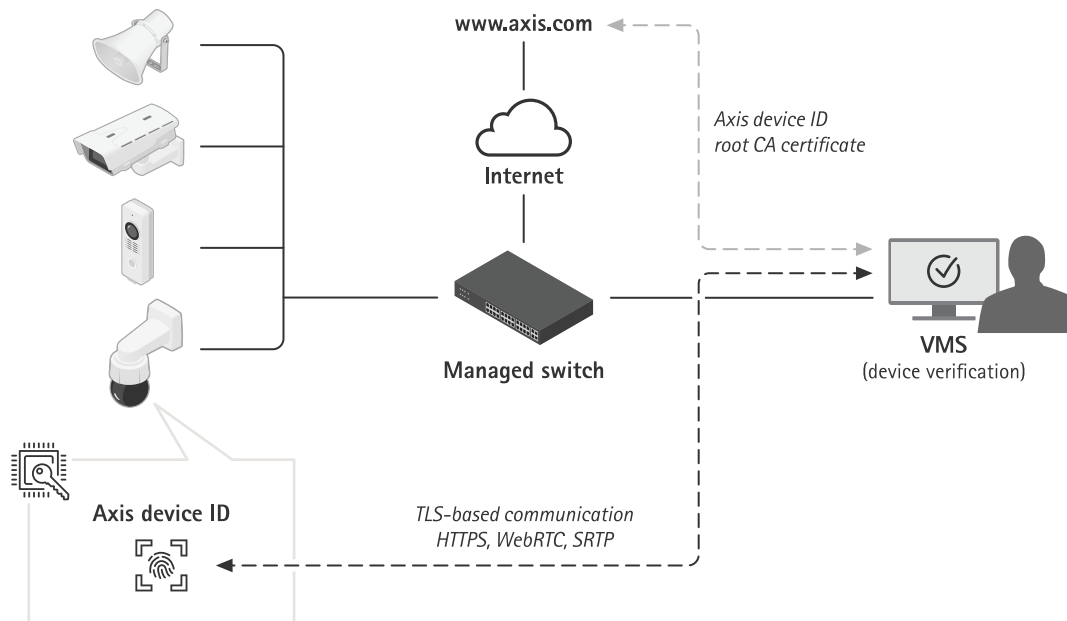 www.axis.com
Axis device ID
root CA certificate
Internet
Managed switch
VMS
(device verification)
Axis device ID
TLS-based communication
HTTPS, WebRTC, SRTP